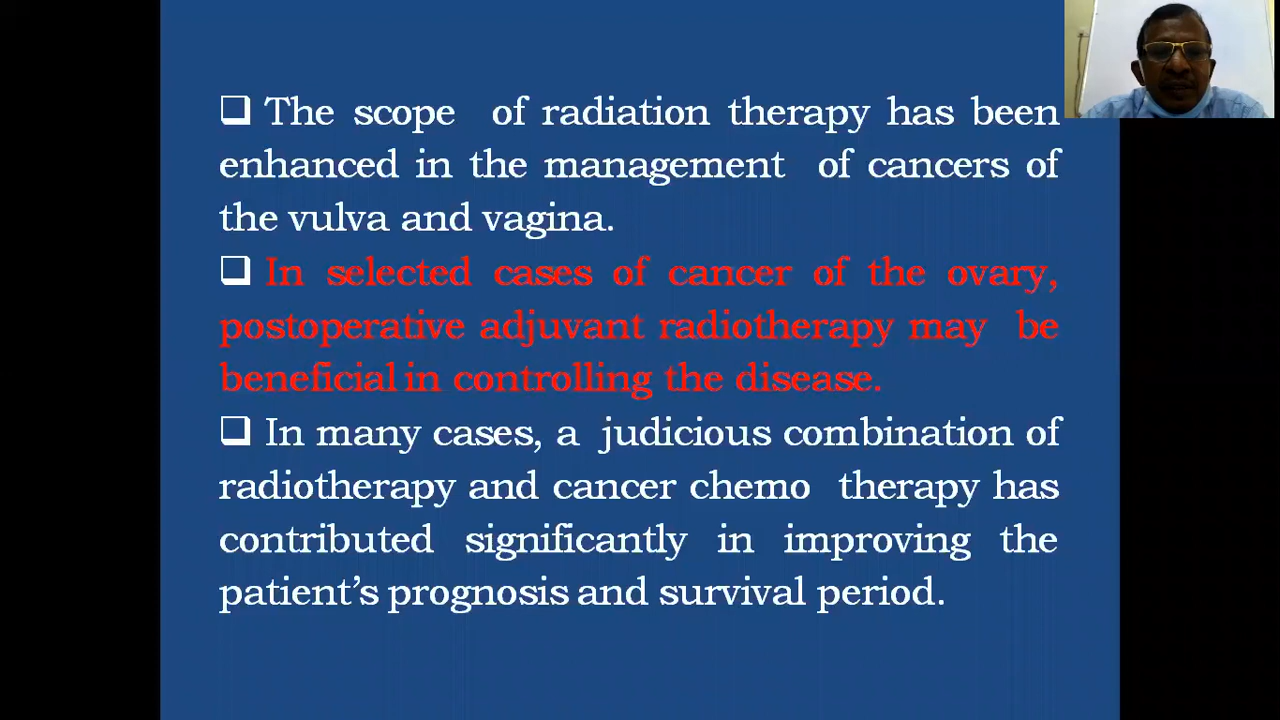 ❑ The scope of radiation therapy has been
enhanced in the management of cancers of
the vulva and vagina.
❑ In selected cases of cancer of the ovary,
postoperative adjuvant radiotherapy may be
beneficial in controlling the disease.
❑ In many cases, a judicious combination of
radiotherapy and cancer chemo therapy has
contributed significantly in improving the
patient’s prognosis and survival period.